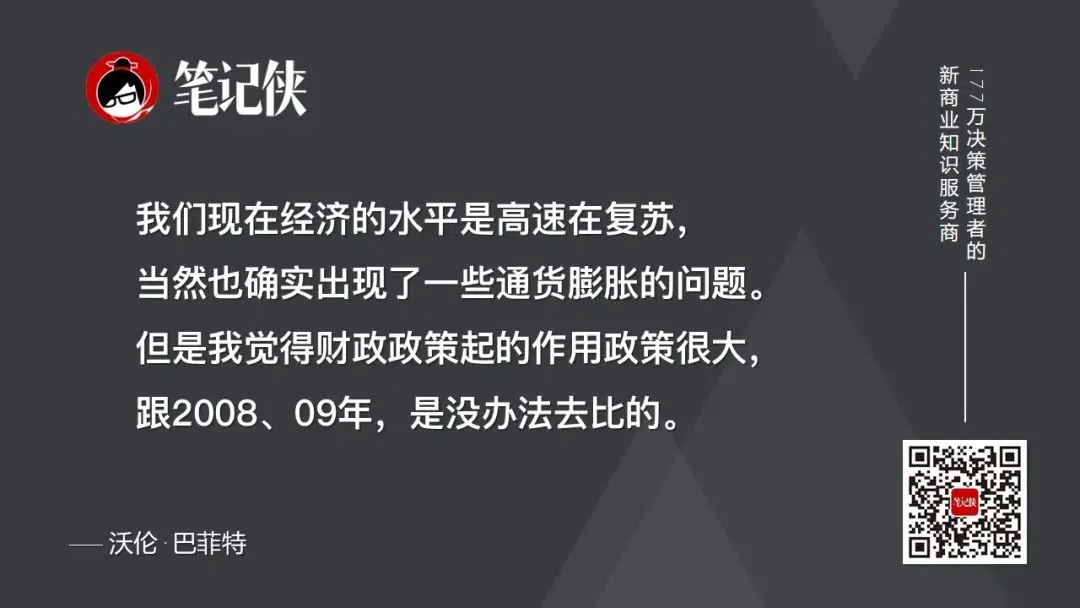 笔记侠
177万决策管理者的
新商业知识服务商
我们现在经济的水平是高速在复苏，
当然也确实出现了一些通货膨胀的问题。
但是我觉得财政政策起的作用政策很大，
跟2008、09年，是没办法去比的。
——沃伦·巴菲特
笔记侠